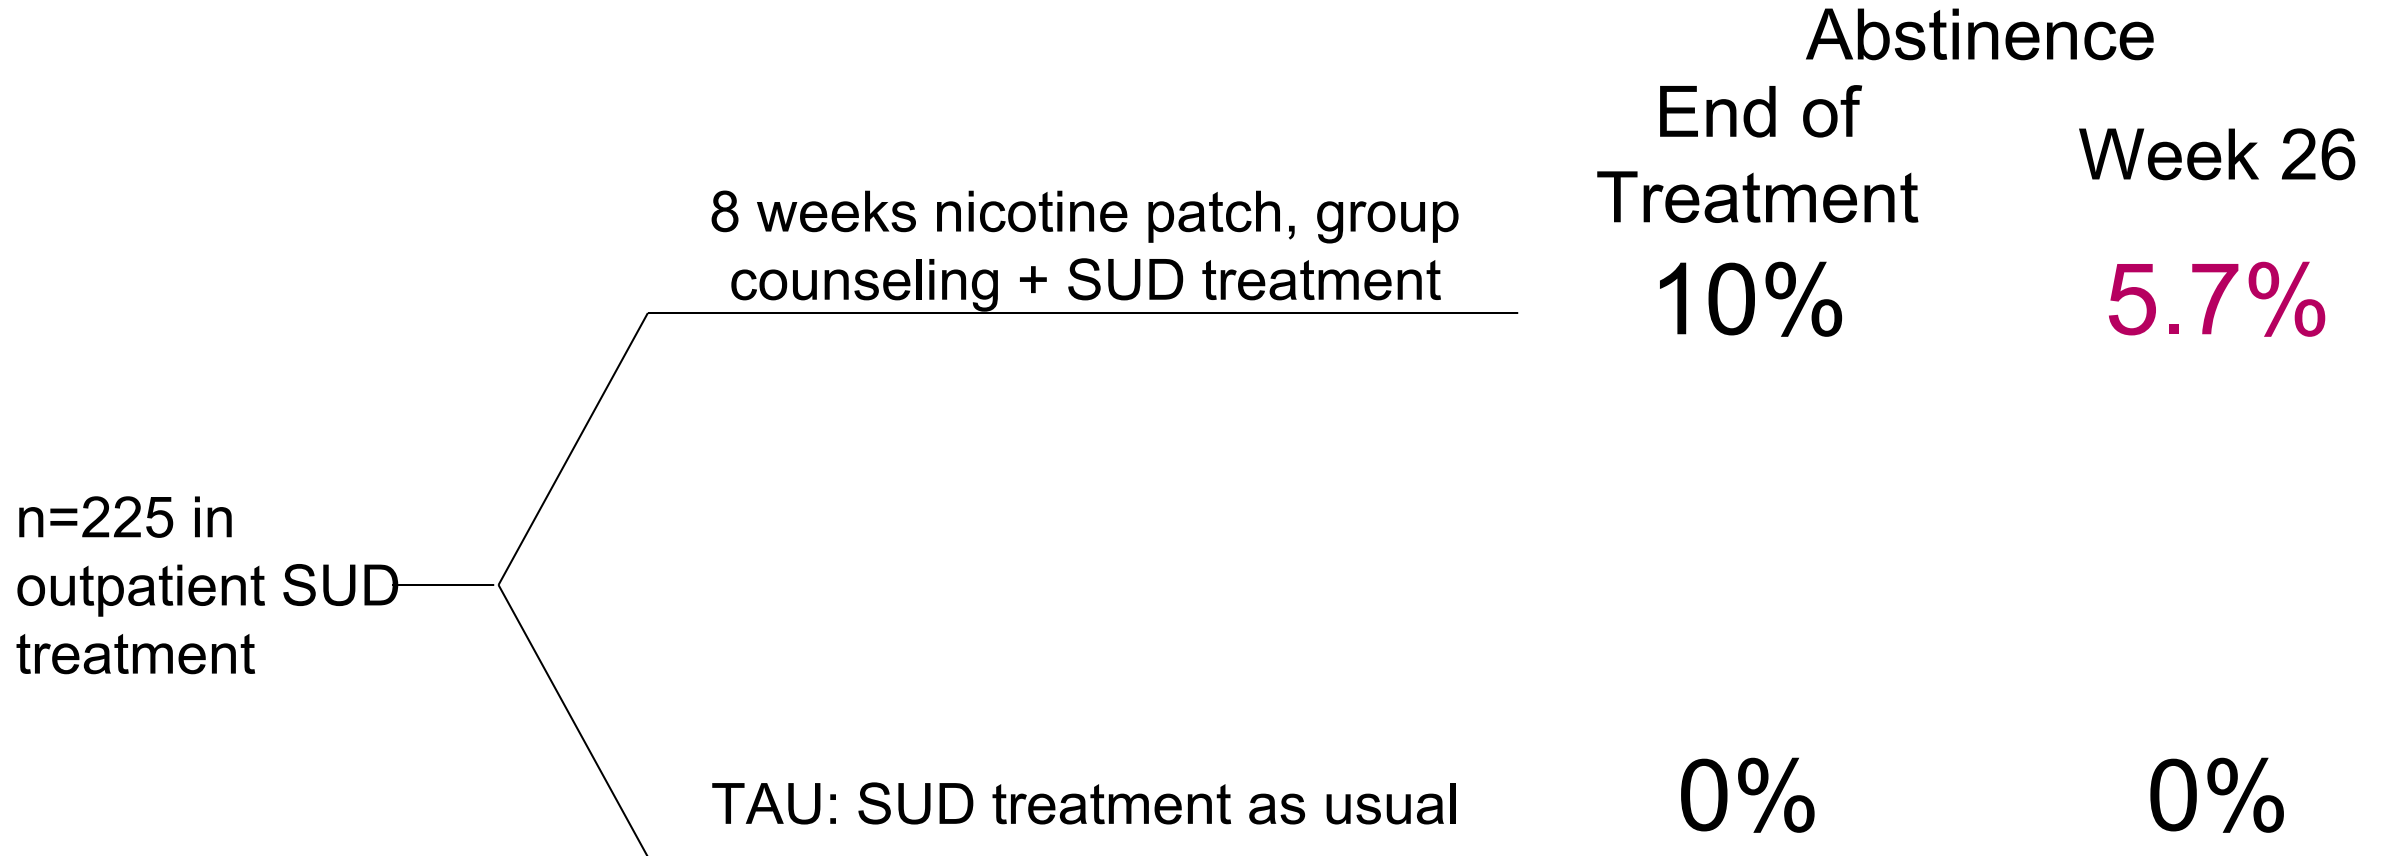 Abstinence
End of
Treatment
Week 26
8 weeks nicotine patch, group
counseling + SUD treatment
10%
5.7%
n=225 in
outpatient SUD
treatment
TAU: SUD treatment as usual
0%
0%